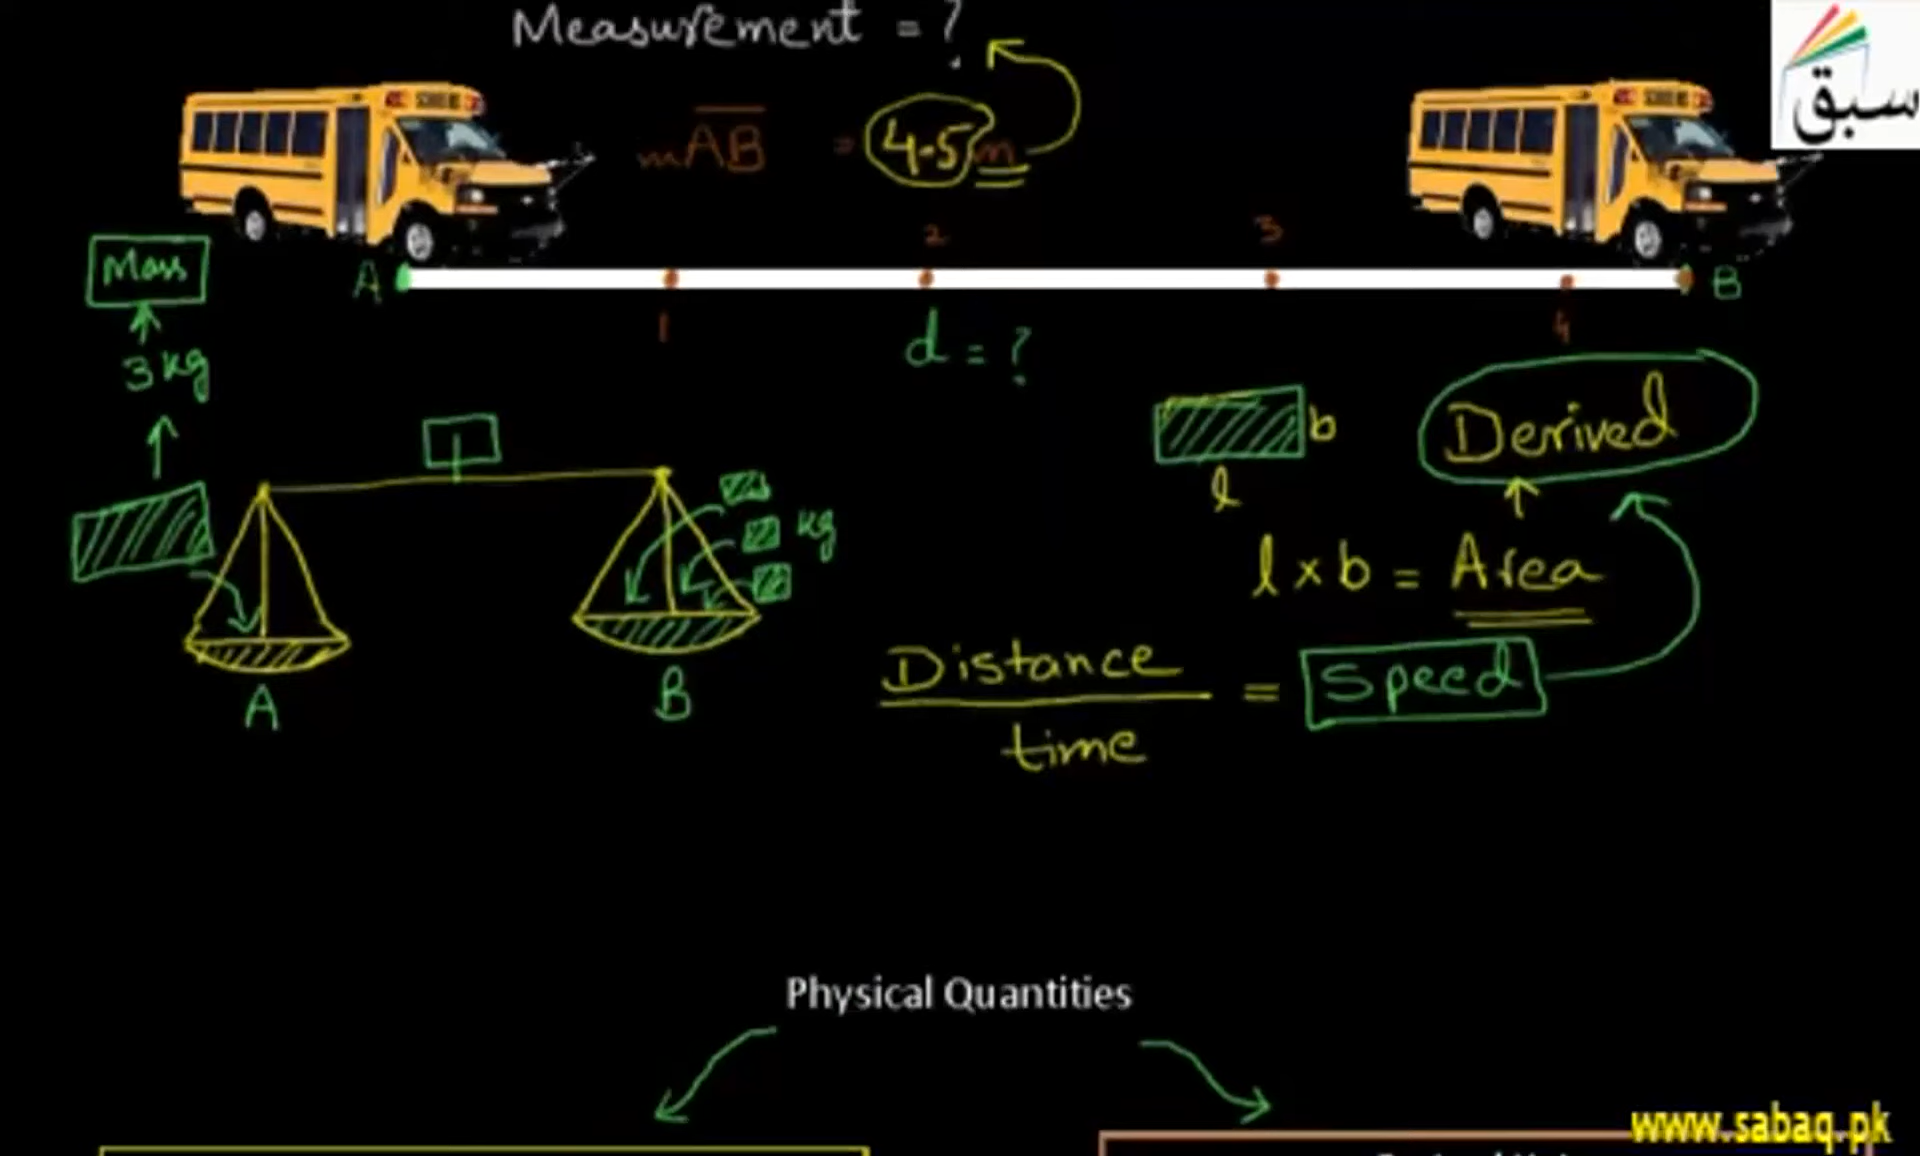 Measurement = ?
سبق
mAB = 4.5 m
Mass
2
3
A
B
1
4
3 kg
d = ?
b
Derived
l
kg
l × b = Area
Distance
= Speed
time
A
B
Physical Quantities
www.sabaq.pk